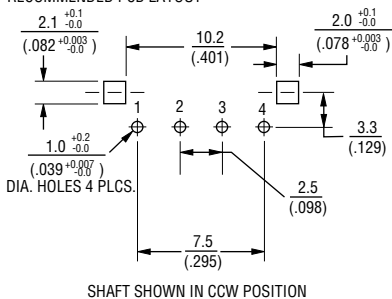 RECOMMENDED PCB LAYOUT
2.1 +0.1 -0.0
(.082 +0.003 -0.0)
10.2
(.401)
2.0 +0.1 -0.0
(.078 +0.003 -0.0)
1 2 3 4
3.3
(.129)
1.0 +0.2 -0.0
(.039 +0.007 -0.0)
DIA. HOLES 4 PLCS.
2.5
(.098)
7.5
(.295)
SHAFT SHOWN IN CCW POSITION